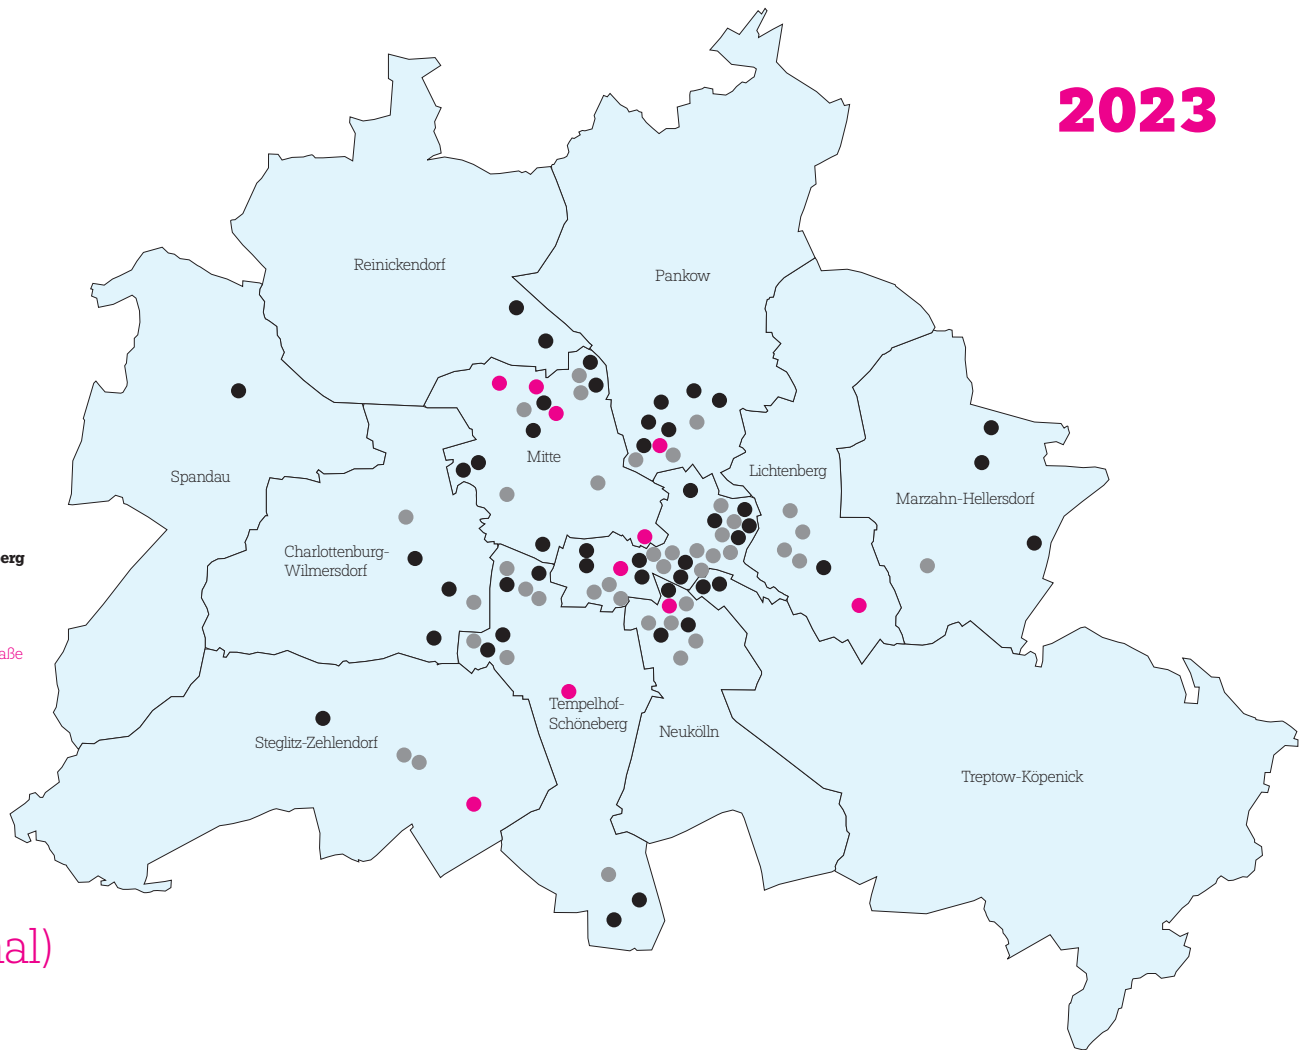 2023
Reinickendorf
Pankow
Mitte
Lichtenberg
Spandau
Marzahn-Hellersdorf
Charlottenburg-
Wilmersdorf
erg
aße
Tempelhof-
Schöneberg
Neukölln
Steglitz-Zehlendorf
Treptow-Köpenick
al)